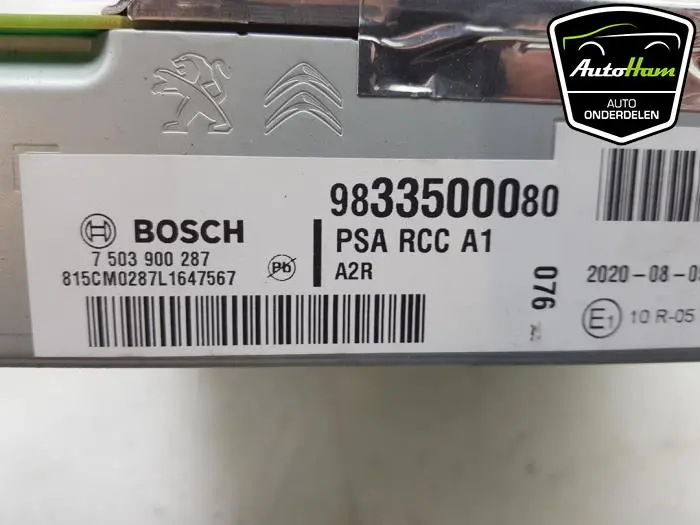 AutoHam
AUTO
ONDERDELEN
9833500080
BOSCH
PSA RCC A1
7 503 900 287
815CM0287L1647567
Pb
A2R
076
2020-08-0
E1
10 R-05